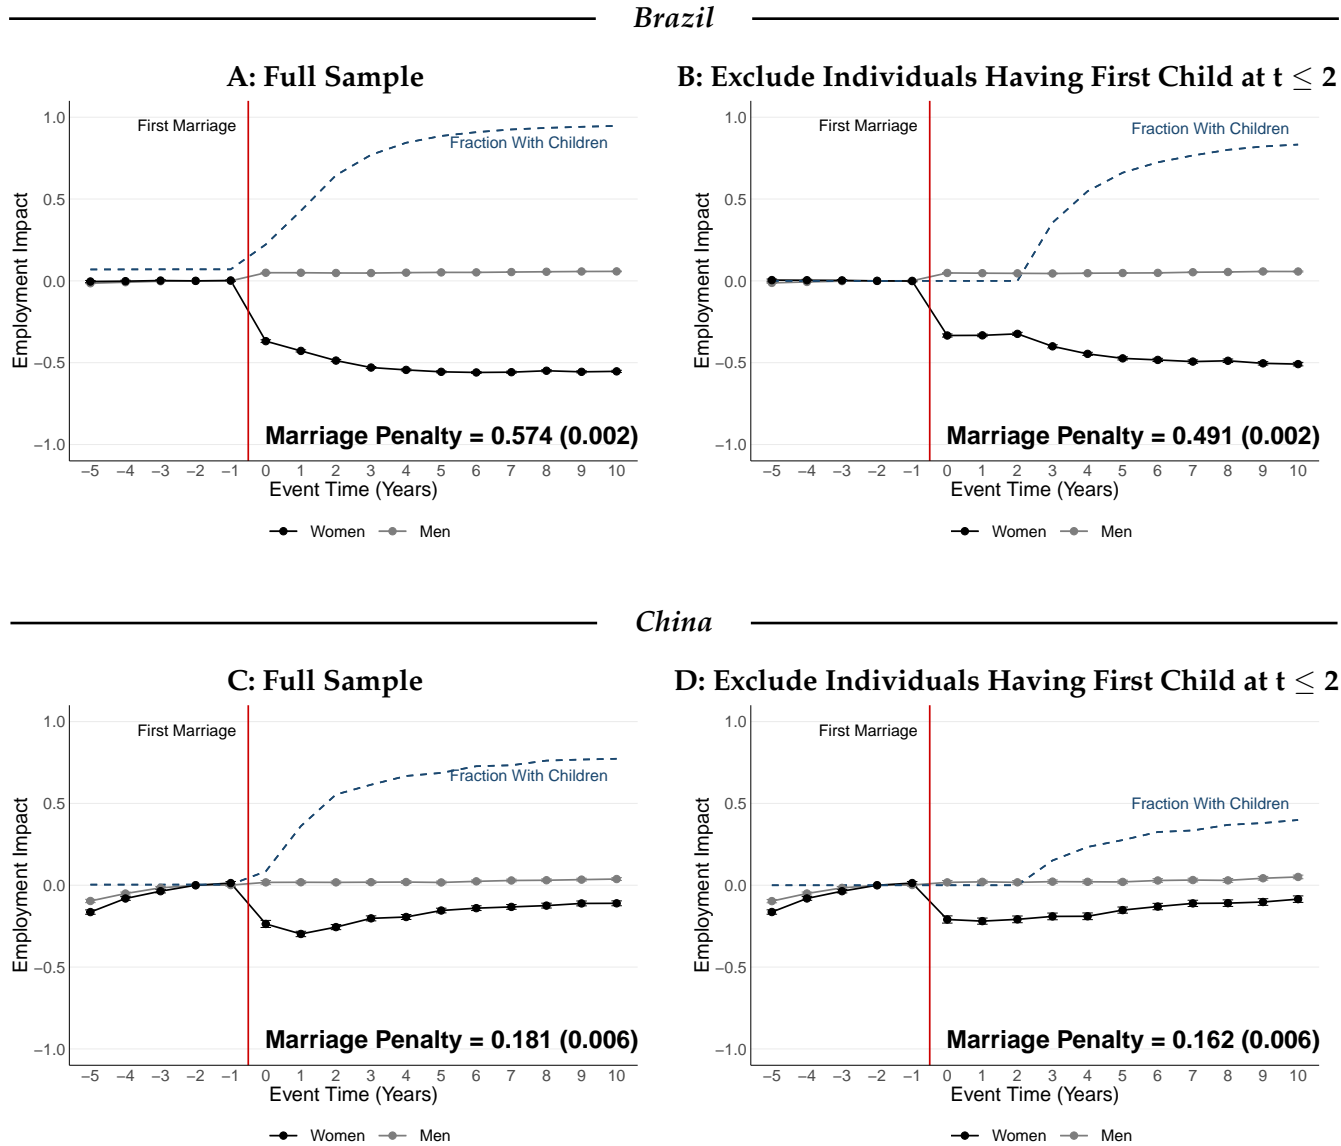 Brazil
A: Full Sample
First Marriage
Fraction With Children
Employment Impact
1.0
0.5
0.0
−0.5
−1.0
Marriage Penalty = 0.574 (0.002)
−5 −4 −3 −2 −1 0 1 2 3 4 5 6 7 8 9 10
Event Time (Years)
Women Men
B: Exclude Individuals Having First Child at t ≤ 2
First Marriage
Fraction With Children
Employment Impact
1.0
0.5
0.0
−0.5
−1.0
Marriage Penalty = 0.491 (0.002)
−5 −4 −3 −2 −1 0 1 2 3 4 5 6 7 8 9 10
Event Time (Years)
Women Men
China
C: Full Sample
First Marriage
Fraction With Children
Employment Impact
1.0
0.5
0.0
−0.5
−1.0
Marriage Penalty = 0.181 (0.006)
−5 −4 −3 −2 −1 0 1 2 3 4 5 6 7 8 9 10
Event Time (Years)
Women Men
D: Exclude Individuals Having First Child at t ≤ 2
First Marriage
Fraction With Children
Employment Impact
1.0
0.5
0.0
−0.5
−1.0
Marriage Penalty = 0.162 (0.006)
−5 −4 −3 −2 −1 0 1 2 3 4 5 6 7 8 9 10
Event Time (Years)
Women Men